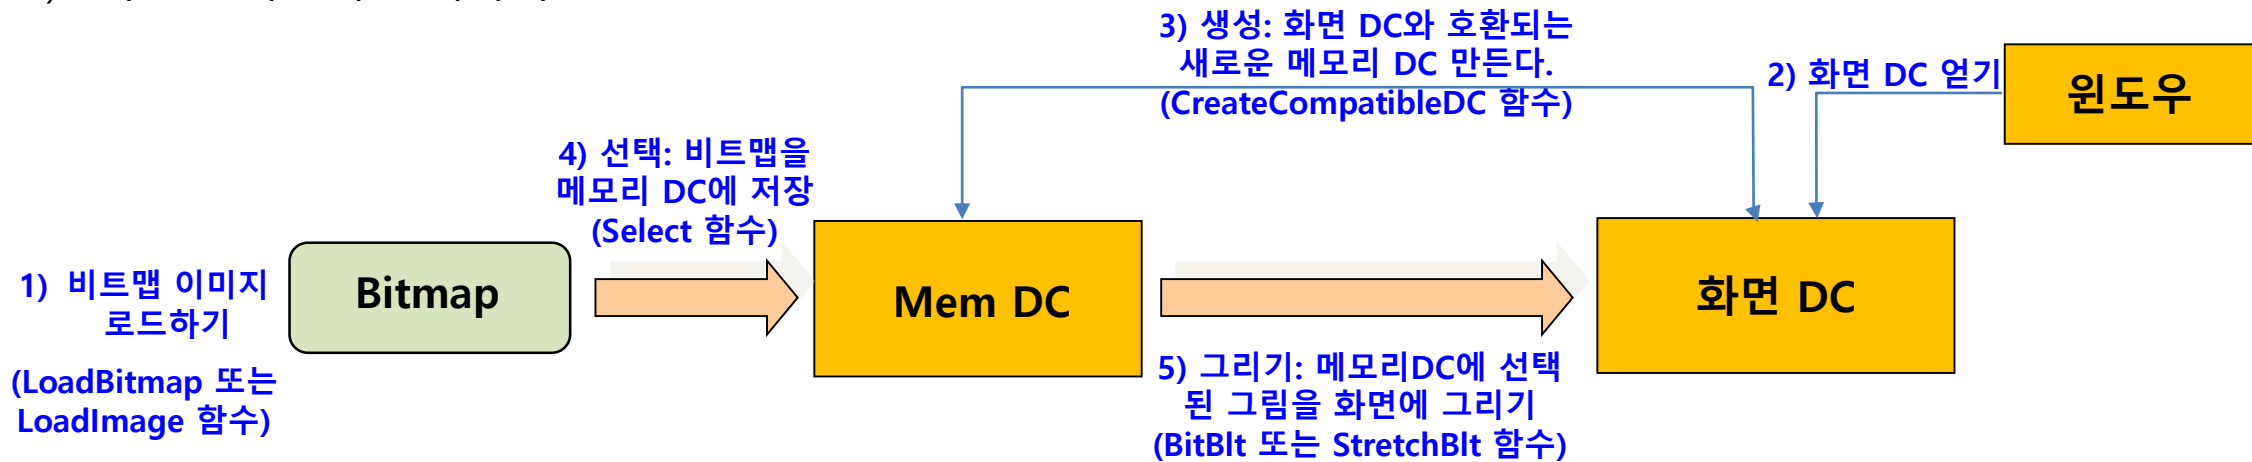 3) 생성: 화면 DC와 호환되는
새로운 메모리 DC 만든다.
(CreateCompatibleDC 함수)
2) 화면 DC 얻기
윈도우
4) 선택: 비트맵을
메모리 DC에 저장
(Select 함수)
1) 비트맵 이미지
로드하기
(LoadBitmap 또는
LoadImage 함수)
Bitmap
Mem DC
화면 DC
5) 그리기: 메모리DC에 선택
된 그림을 화면에 그리기
(BitBlt 또는 StretchBlt 함수)